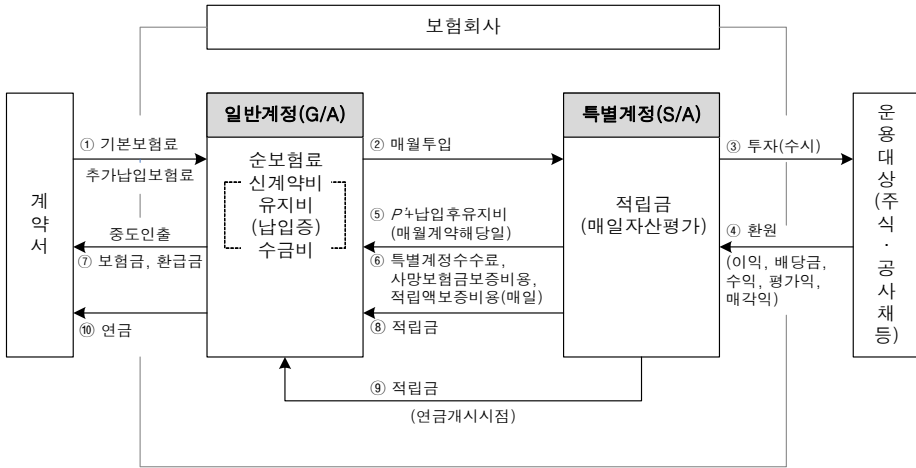 보험회사
일반계정(G/A)
특별계정(S/A)
계약서
① 기본보험료
추가납입보험료
순보험료
신계약비
유지비
(납입중)
수금비
② 매월투입
적립금
(매일자산평가)
③ 투자(수시)
운용대상(주식·공사채등)
④ 환원
(이익, 배당금,
수익, 평가익,
매각익)
⑤ P'+납입후유지비
(매월계약해당일)
⑥ 특별계정수수료,
사망보험금보증비용,
적립액보증비용(매일)
중도인출
⑦ 보험금, 환급금
⑧ 적립금
⑩ 연금
⑨ 적립금
(연금개시시점)